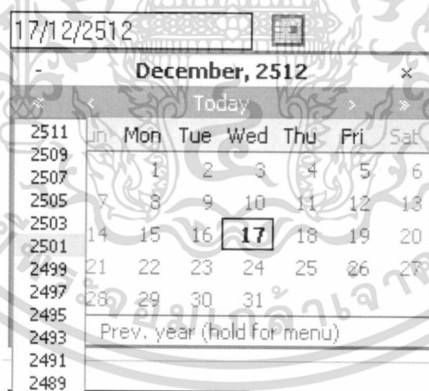 17/12/2512
- December, 2512 ×
« ‹ Today › »
2511 un Mon Tue Wed Thu Fri Sat
2509 1 2 3 4 5 6
2507
2505 7 8 9 10 11 12 13
2503 14 15 16 17 18 19 20
2501
2499 21 22 23 24 25 26 27
2497 28 29 30 31
2495
2493 Prev. year (hold for menu)
2491
2489